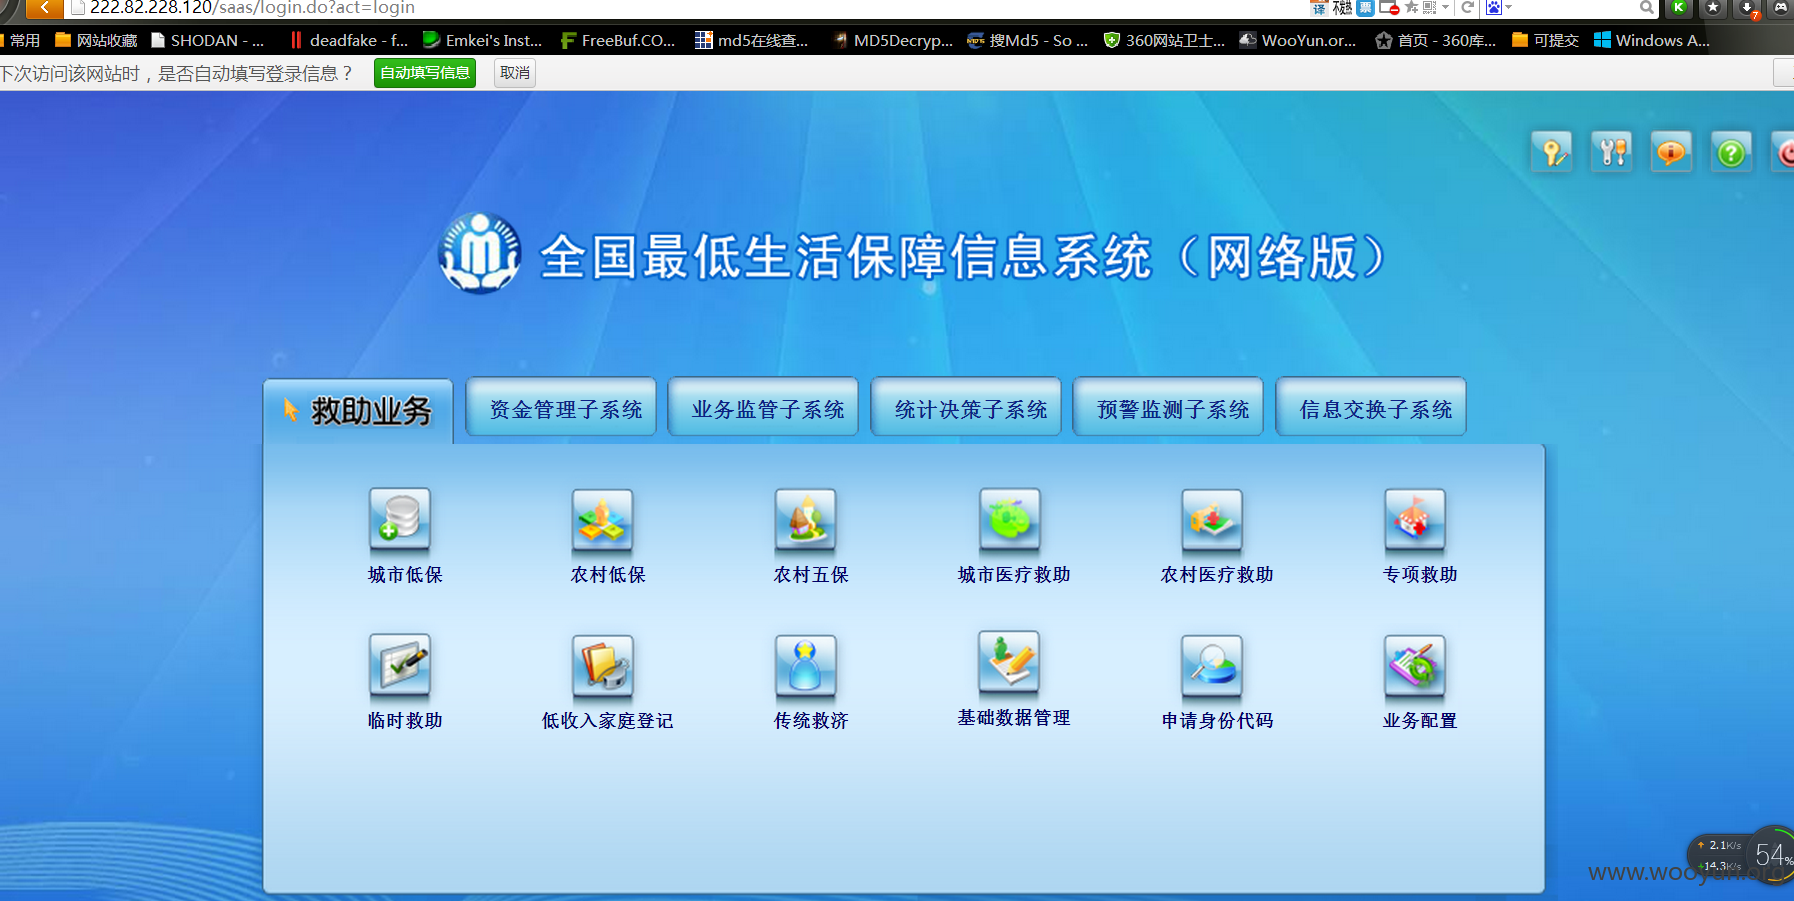 222.82.228.120/saas/login.do?act=login
译 不发热 票
常用 网站收藏 SHODAN - ... deadfake - f... Emkei's Inst... FreeBuf.CO... md5在线查... MD5Decryp... 搜Md5 - So ... 360网站卫士... WooYun.or... 首页 - 360库... 可提交 Windows A...
下次访问该网站时，是否自动填写登录信息？ 自动填写信息 取消
全国最低生活保障信息系统（网络版）
救助业务 资金管理子系统 业务监管子系统 统计决策子系统 预警监测子系统 信息交换子系统
城市低保 农村低保 农村五保 城市医疗救助 农村医疗救助 专项救助
临时救助 低收入家庭登记 传统救济 基础数据管理 申请身份代码 业务配置
2.1K/s
14.3K/s
54%
www.wooyun.org